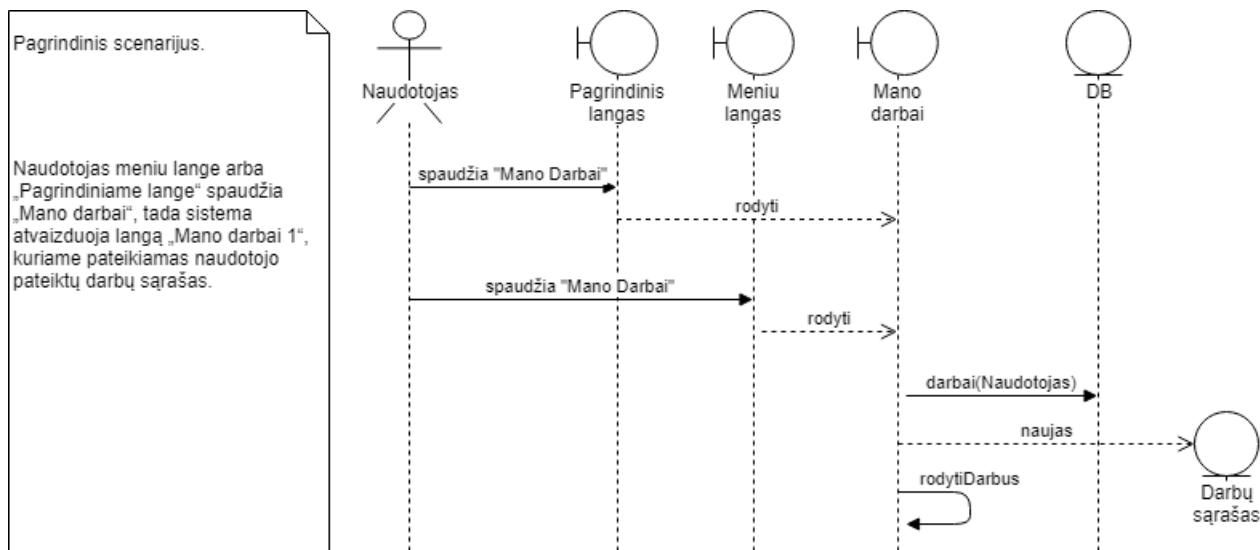 Pagrindinis scenarijus.
Naudotojas meniu lange arba
„Pagrindiniame lange“ spaudžia
„Mano darbai“, tada sistema
atvaizduoja langą „Mano darbai 1“,
kuriame pateikiamas naudotojo
pateiktų darbų sąrašas.
Naudotojas
Pagrindinis
langas
Meniu
langas
Mano
darbai
DB
spaudžia "Mano Darbai"
rodyti
spaudžia "Mano Darbai"
rodyti
darbai(Naudotojas)
naujas
rodytiDarbus
Darbų
sąrašas